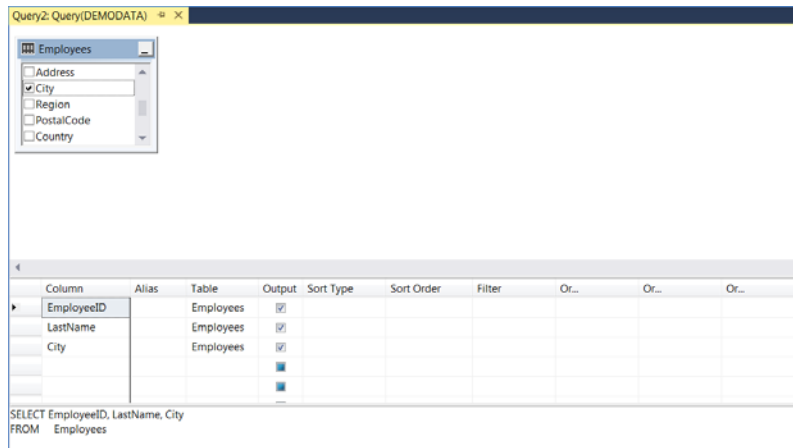 Query2: Query(DEMODATA)
Employees
Address
City
Region
PostalCode
Country
Column Alias Table Output Sort Type Sort Order Filter Or... Or... Or...
EmployeeID Employees
LastName Employees
City Employees
SELECT EmployeeID, LastName, City
FROM Employees